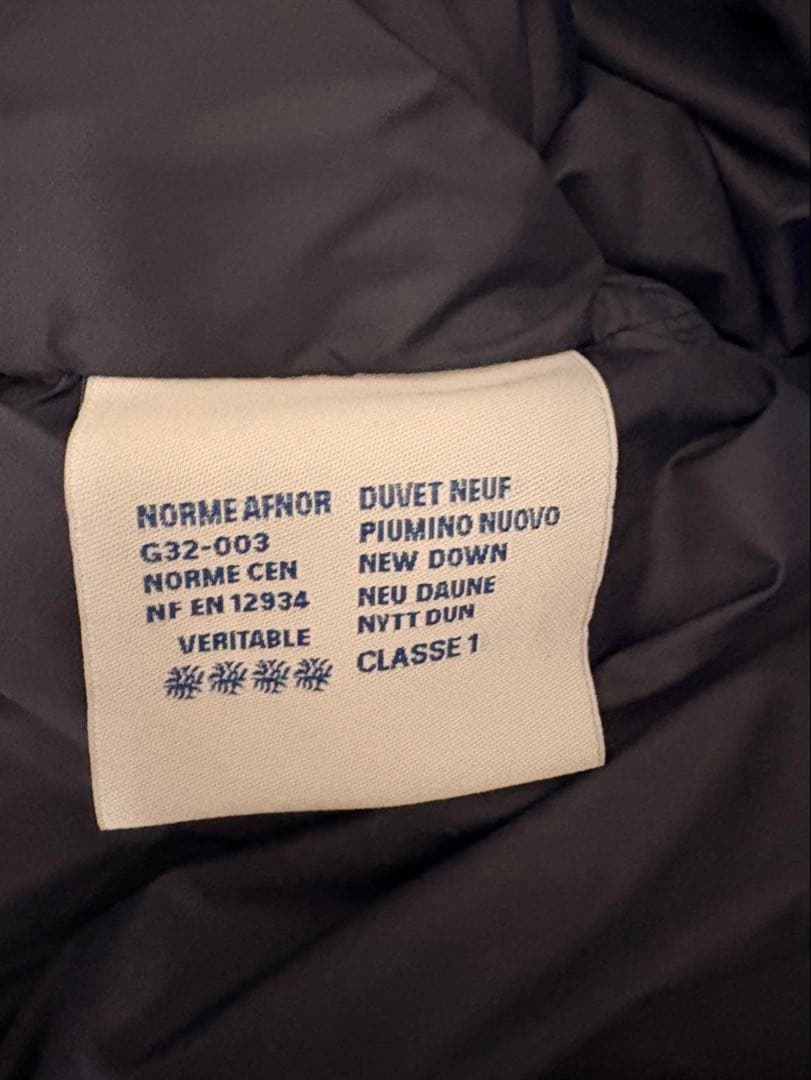 NORME AFNOR
G32-003
NORME CEN
NF EN 12934
VERITABLE
DUVET NEUF
PIUMINO NUOVO
NEW DOWN
NEU DAUNE
NYTT DUN
CLASSE 1